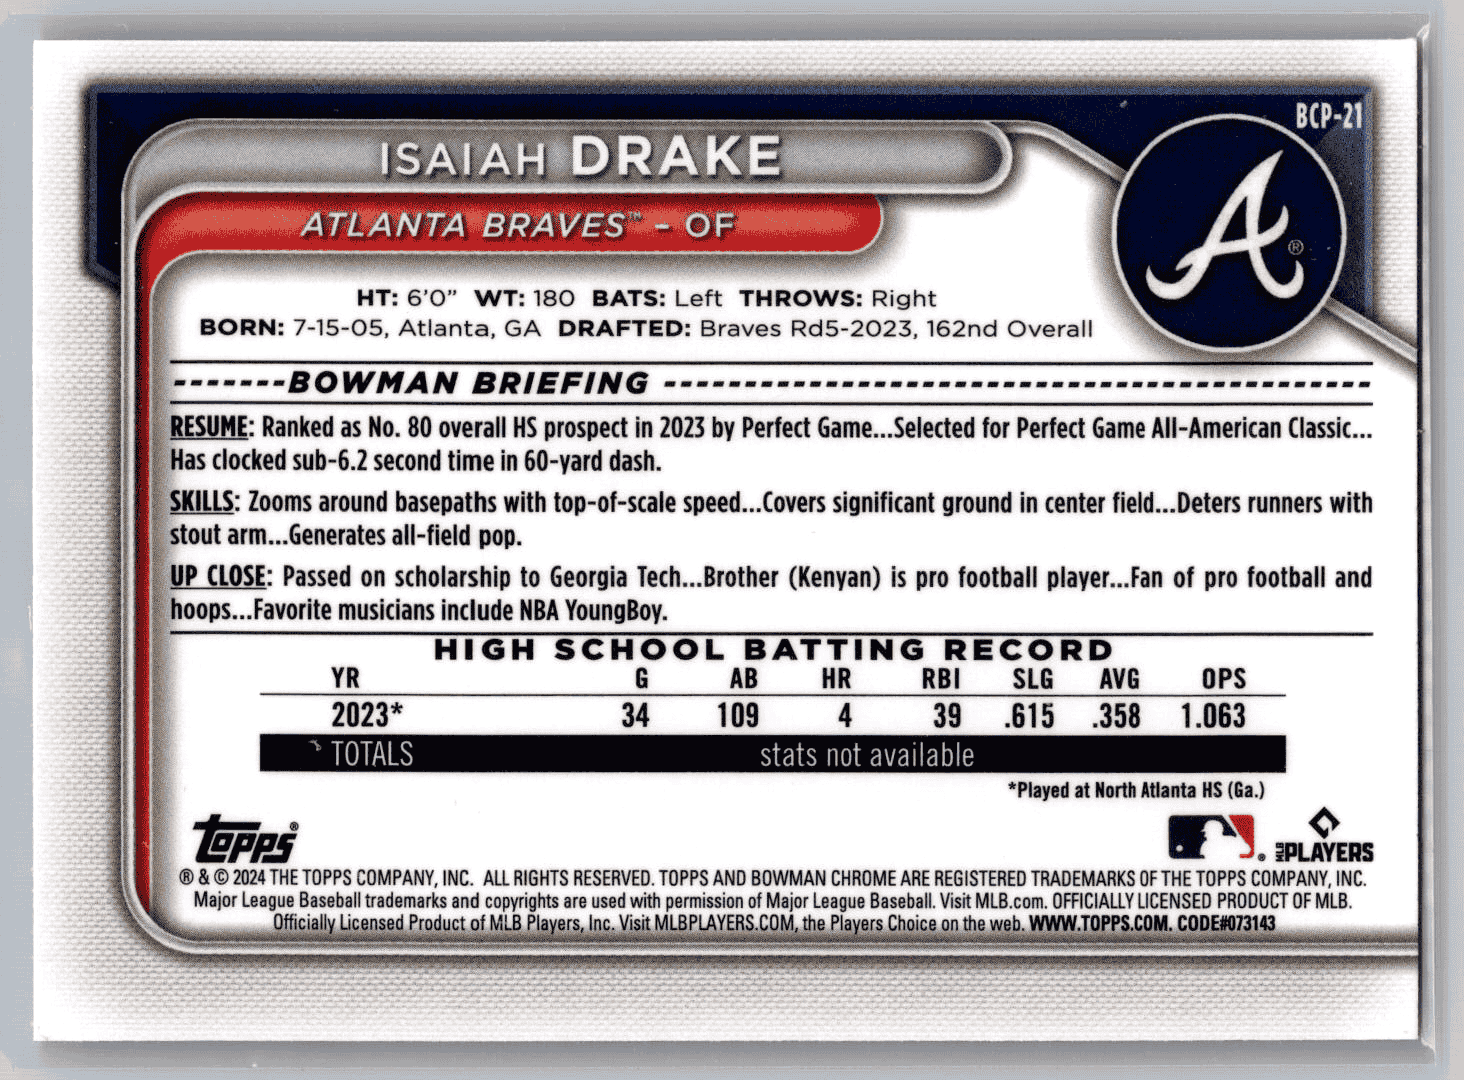 BCP-21
ISAIAH DRAKE
ATLANTA BRAVES™ - OF
A®
HT: 6'0" WT: 180 BATS: Left THROWS: Right
BORN: 7-15-05, Atlanta, GA DRAFTED: Braves Rd5-2023, 162nd Overall
-------BOWMAN BRIEFING --------------------------------------------
RESUME: Ranked as No. 80 overall HS prospect in 2023 by Perfect Game...Selected for Perfect Game All-American Classic...
Has clocked sub-6.2 second time in 60-yard dash.
SKILLS: Zooms around basepaths with top-of-scale speed...Covers significant ground in center field...Deters runners with
stout arm...Generates all-field pop.
UP CLOSE: Passed on scholarship to Georgia Tech...Brother (Kenyan) is pro football player...Fan of pro football and
hoops...Favorite musicians include NBA YoungBoy.
HIGH SCHOOL BATTING RECORD
YR G AB HR RBI SLG AVG OPS
2023* 34 109 4 39 .615 .358 1.063
TOTALS stats not available
*Played at North Atlanta HS (Ga.)
Topps® ® MLB PLAYERS
® & © 2024 THE TOPPS COMPANY, INC. ALL RIGHTS RESERVED. TOPPS AND BOWMAN CHROME ARE REGISTERED TRADEMARKS OF THE TOPPS COMPANY, INC.
Major League Baseball trademarks and copyrights are used with permission of Major League Baseball. Visit MLB.com. OFFICIALLY LICENSED PRODUCT OF MLB.
Officially Licensed Product of MLB Players, Inc. Visit MLBPLAYERS.COM, the Players Choice on the web. WWW.TOPPS.COM. CODE#073143